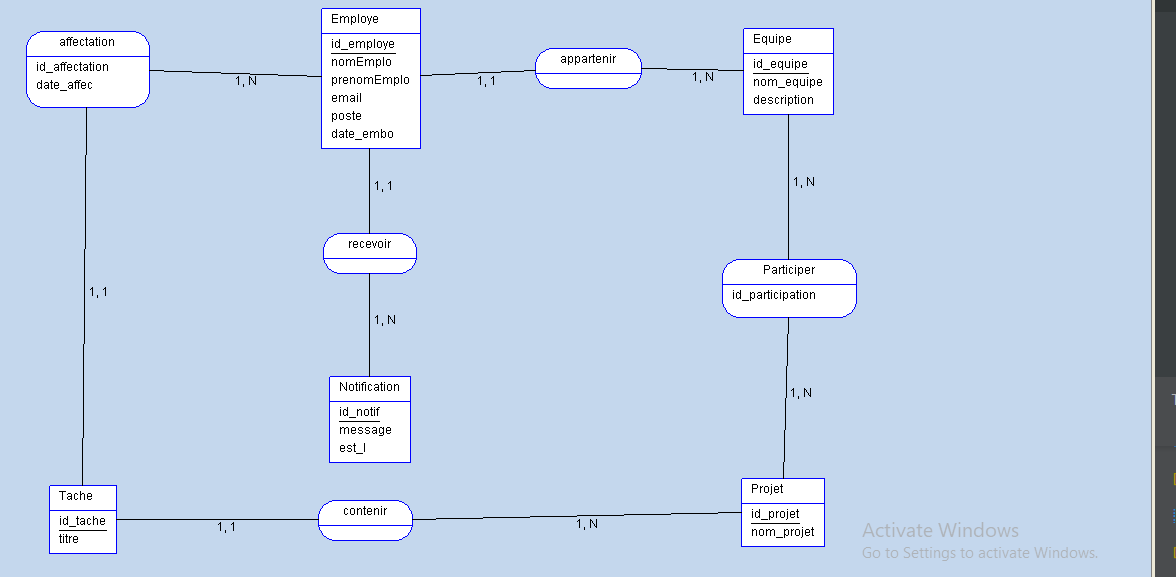 affectation
id_affectation
date_affec
1, N
Employe
id_employe
nomEmplo
prenomEmplo
email
poste
date_embo
1, 1
appartenir
1, N
Equipe
id_equipe
nom_equipe
description
1, 1
recevoir
1, N
Notification
id_notif
message
est_l
1, N
Participer
id_participation
1, N
1, 1
Tache
id_tache
titre
1, 1
contenir
1, N
Projet
id_projet
nom_projet
Activate Windows
Go to Settings to activate Windows.